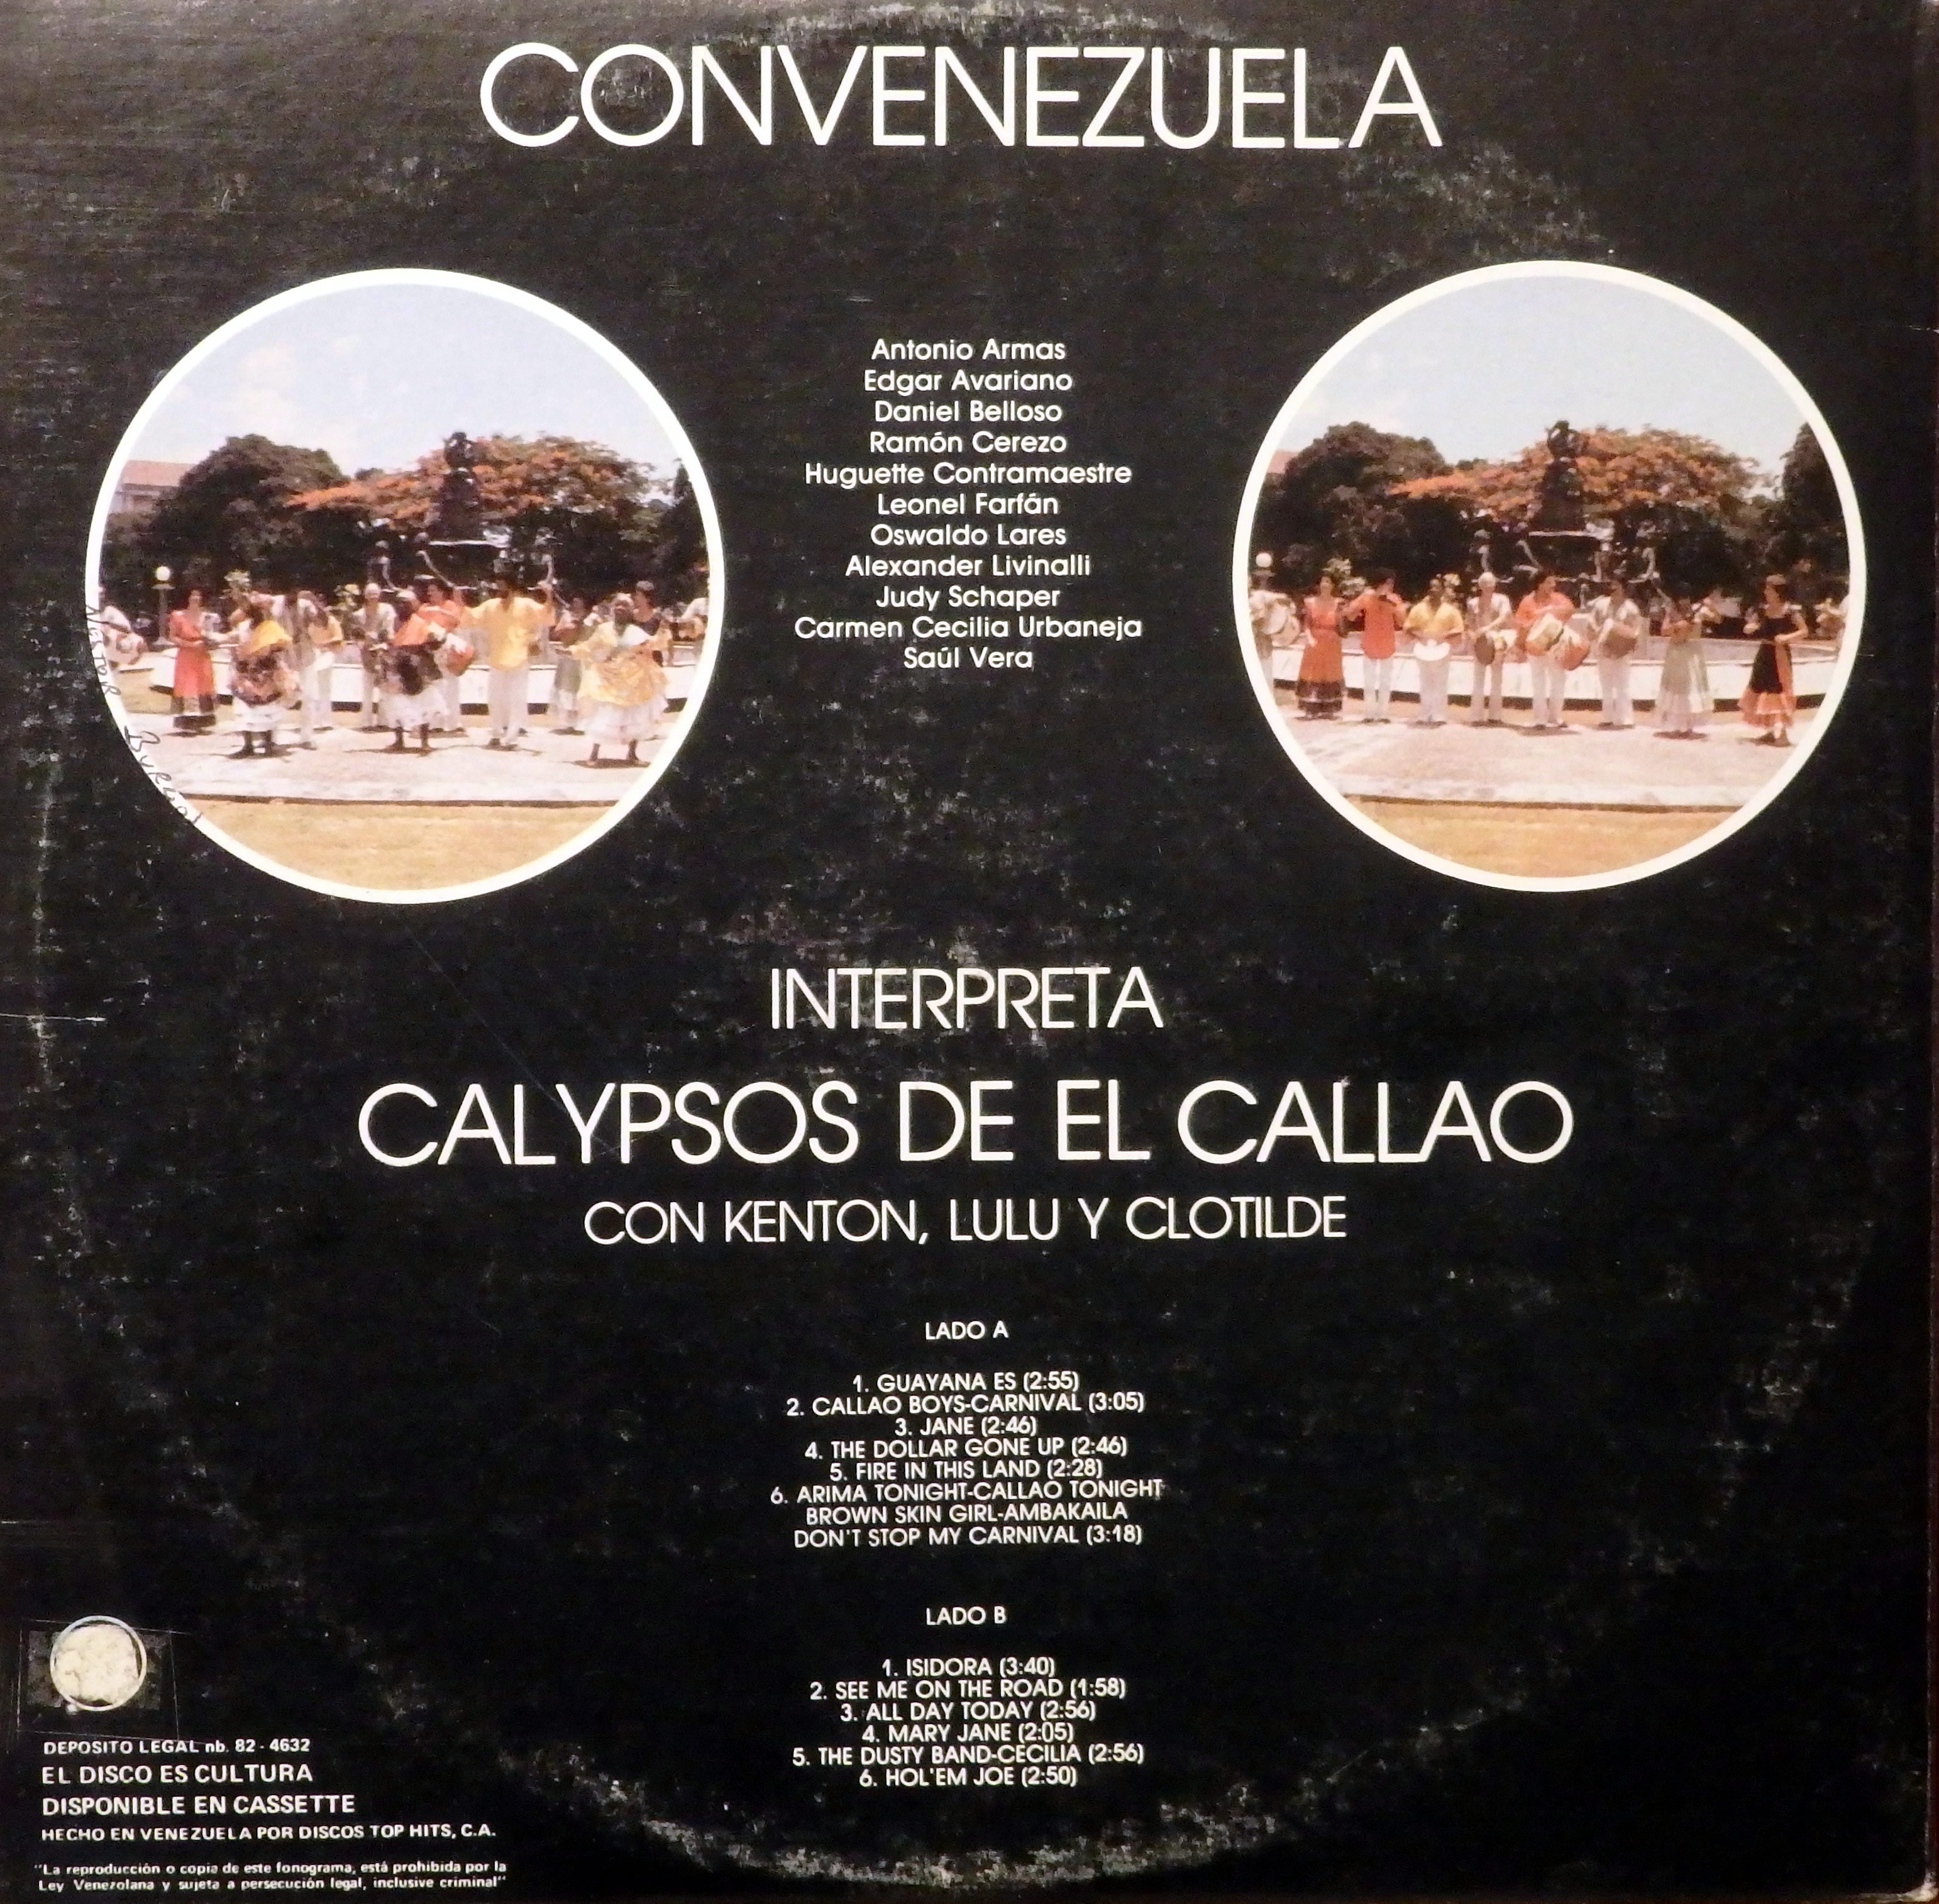 CONVENEZUELA
Antonio Armas
Edgar Avariano
Daniel Belloso
Ramón Cerezo
Huguette Contramaestre
Leonel Farfán
Oswaldo Lares
Alexander Livinalli
Judy Schaper
Carmen Cecilia Urbaneja
Saúl Vera
INTERPRETA
CALYPSOS DE EL CALLAO
CON KENTON, LULU Y CLOTILDE
LADO A
1. GUAYANA ES (2:55)
2. CALLAO BOYS-CARNIVAL (3:05)
3. JANE (2:46)
4. THE DOLLAR GONE UP (2:46)
5. FIRE IN THIS LAND (2:28)
6. ARIMA TONIGHT-CALLAO TONIGHT
BROWN SKIN GIRL-AMBAKAILA
DON'T STOP MY CARNIVAL (3:18)
LADO B
1. ISIDORA (3:40)
2. SEE ME ON THE ROAD (1:58)
3. ALL DAY TODAY (2:56)
4. MARY JANE (2:05)
5. THE DUSTY BAND-CECILIA (2:56)
6. HOL'EM JOE (2:50)
DEPOSITO LEGAL nb. 82 - 4632
EL DISCO ES CULTURA
DISPONIBLE EN CASSETTE
HECHO EN VENEZUELA POR DISCOS TOP HITS, C.A.
"La reproducción o copia de este fonograma, está prohibida por la
Ley Venezolana y sujeta a persecución legal, inclusive criminal"